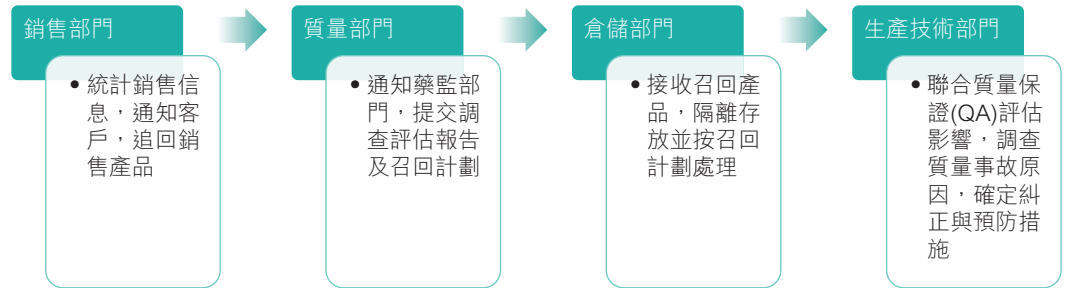 銷售部門
• 統計銷售信
息，通知客
戶，追回銷
售產品
質量部門
• 通知藥監部
門，提交調
查評估報告
及召回計劃
倉儲部門
• 接收召回產
品，隔離存
放並按召回
計劃處理
生產技術部門
• 聯合質量保
證(QA)評估
影響，調查
質量事故原
因，確定糾
正與預防措
施